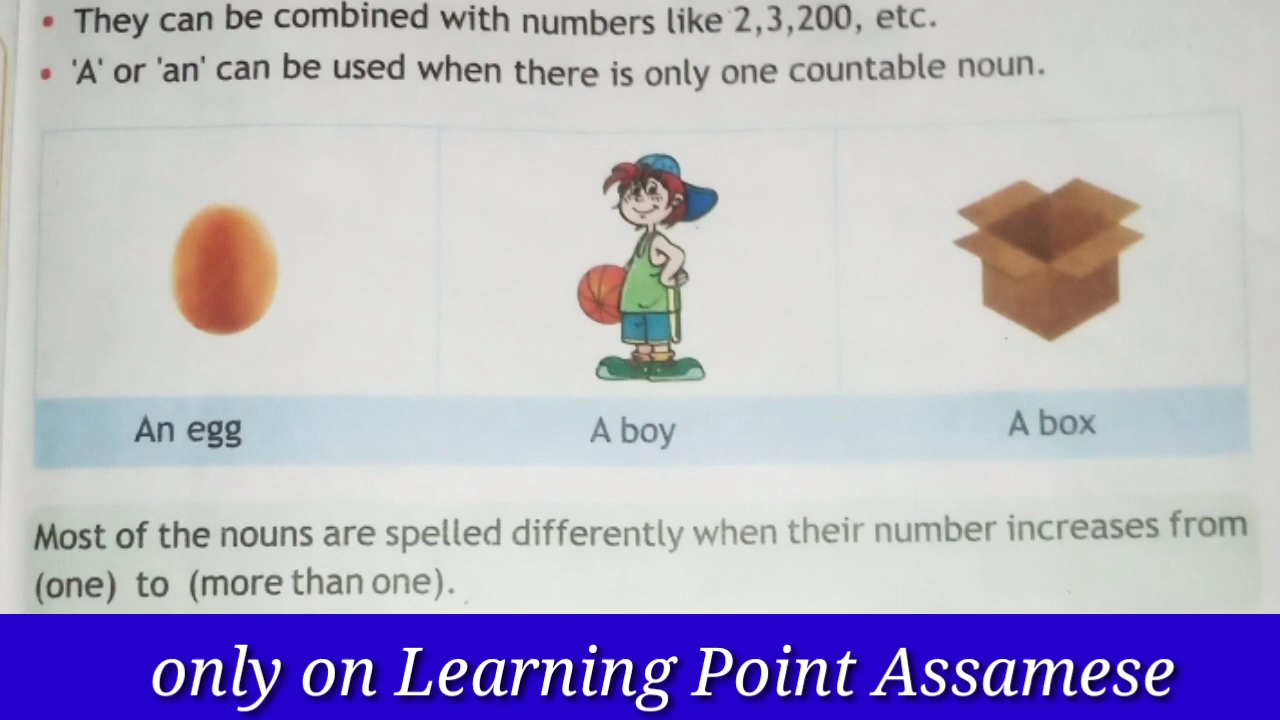 • They can be combined with numbers like 2,3,200, etc.
• 'A' or 'an' can be used when there is only one countable noun.
An egg A boy A box
Most of the nouns are spelled differently when their number increases from
(one) to (more than one).
only on Learning Point Assamese